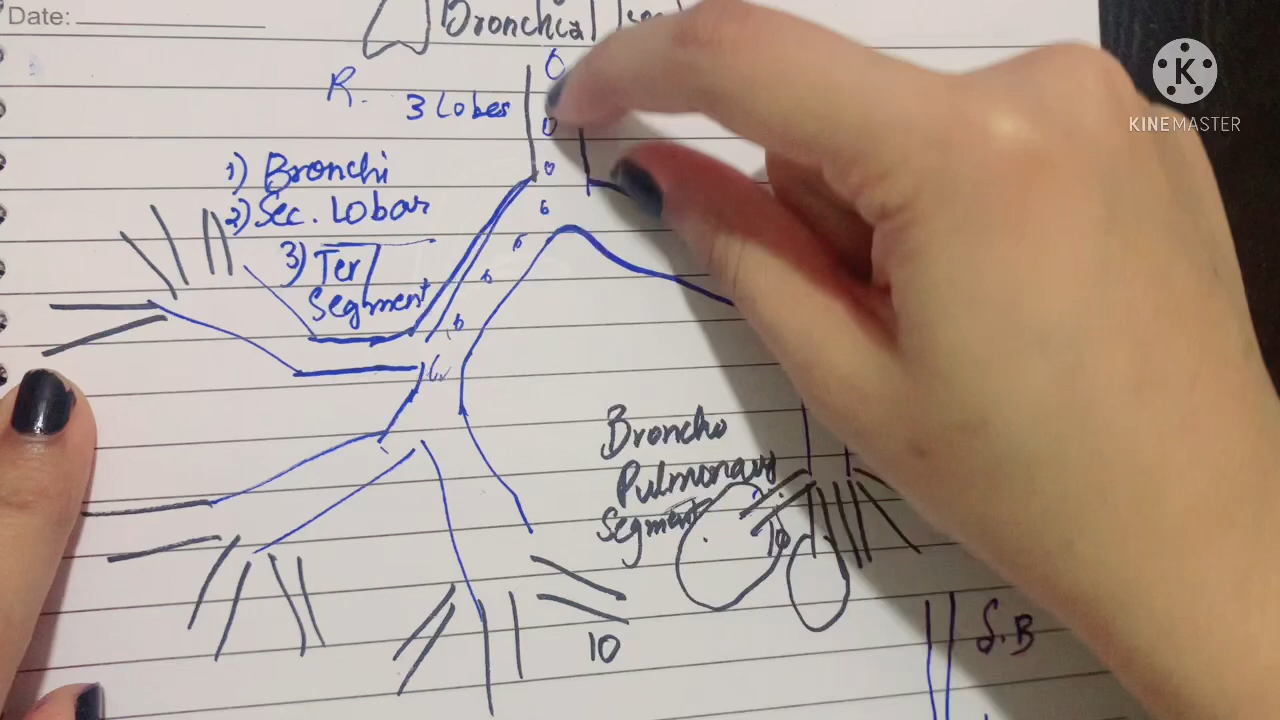 Date:
Bronchial
R.
3 Lobes
1) Bronchi
2) Sec. Lobar
3) Ter
Segment
Broncho
Pulmonary
Segment
10
10
S.B
KINEMASTER